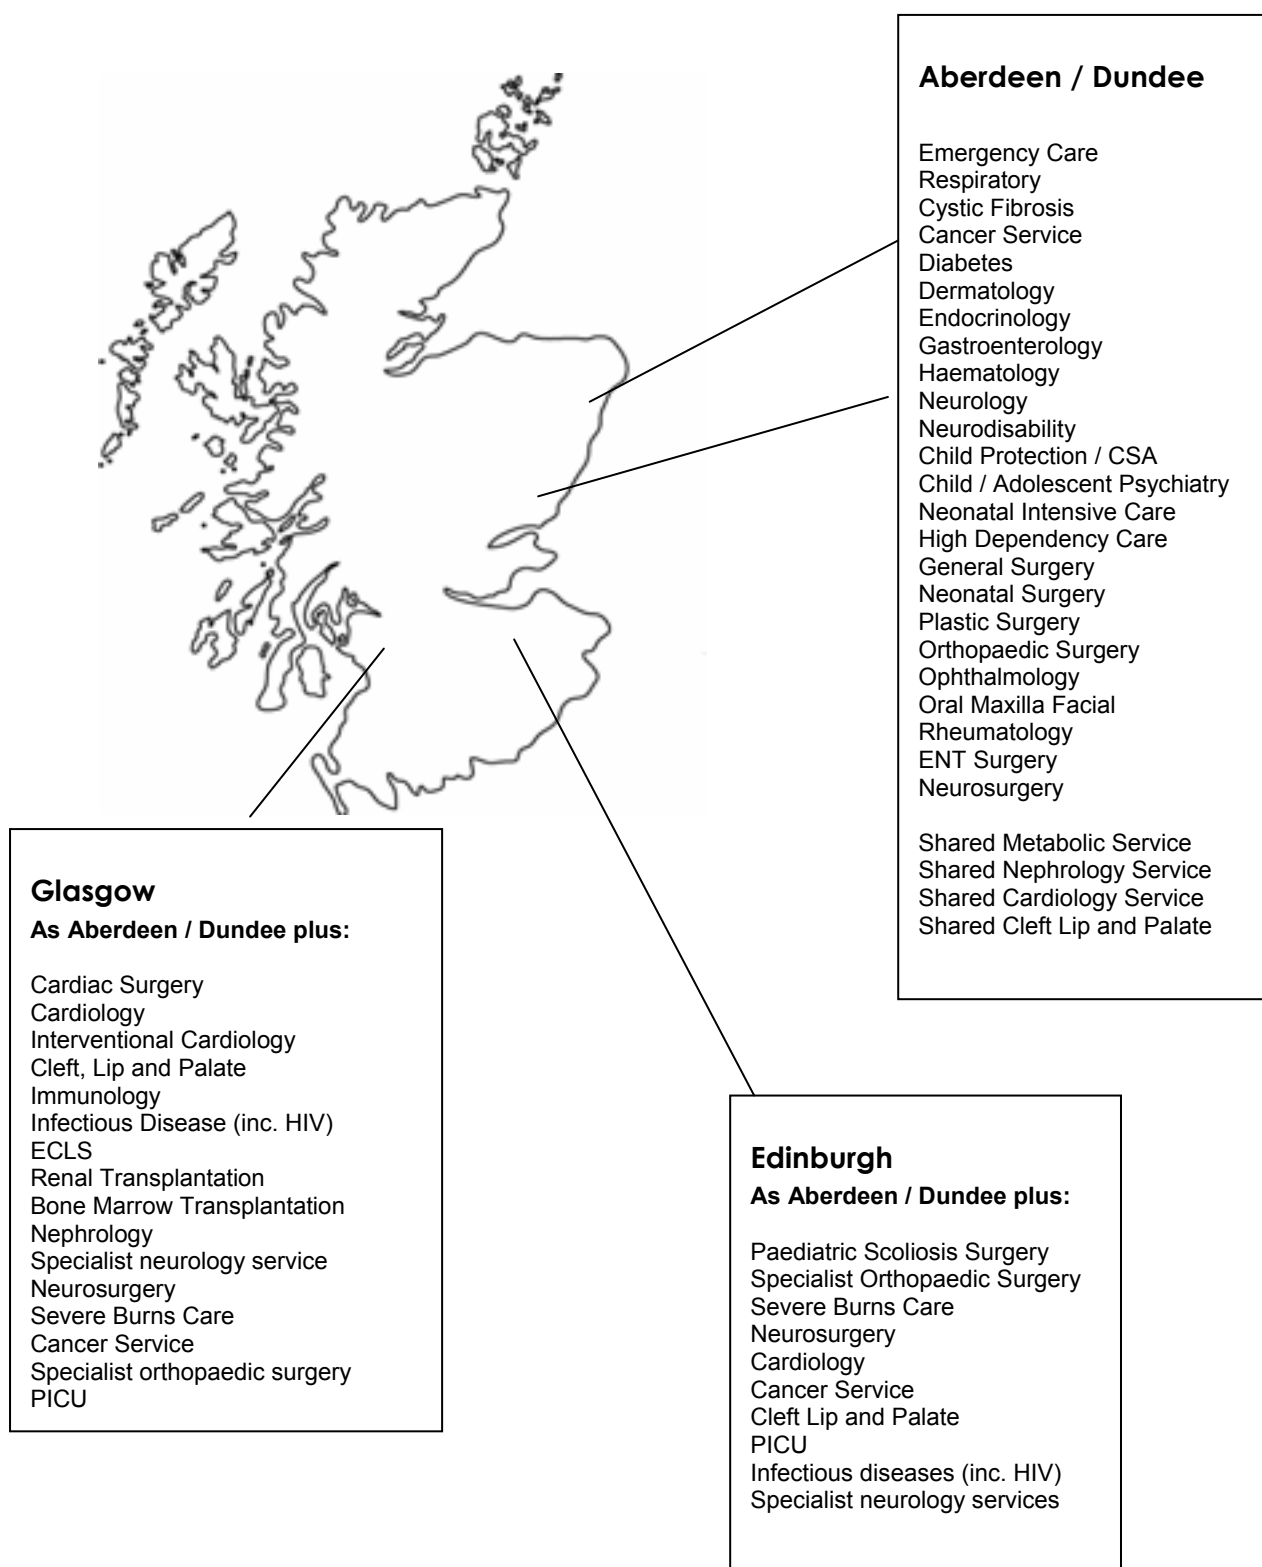 Aberdeen / Dundee
Emergency Care
Respiratory
Cystic Fibrosis
Cancer Service
Diabetes
Dermatology
Endocrinology
Gastroenterology
Haematology
Neurology
Neurodisability
Child Protection / CSA
Child / Adolescent Psychiatry
Neonatal Intensive Care
High Dependency Care
General Surgery
Neonatal Surgery
Plastic Surgery
Orthopaedic Surgery
Ophthalmology
Oral Maxilla Facial
Rheumatology
ENT Surgery
Neurosurgery
Shared Metabolic Service
Shared Nephrology Service
Shared Cardiology Service
Shared Cleft Lip and Palate
Glasgow
As Aberdeen / Dundee plus:
Cardiac Surgery
Cardiology
Interventional Cardiology
Cleft, Lip and Palate
Immunology
Infectious Disease (inc. HIV)
ECLS
Renal Transplantation
Bone Marrow Transplantation
Nephrology
Specialist neurology service
Neurosurgery
Severe Burns Care
Cancer Service
Specialist orthopaedic surgery
PICU
Edinburgh
As Aberdeen / Dundee plus:
Paediatric Scoliosis Surgery
Specialist Orthopaedic Surgery
Severe Burns Care
Neurosurgery
Cardiology
Cancer Service
Cleft Lip and Palate
PICU
Infectious diseases (inc. HIV)
Specialist neurology services